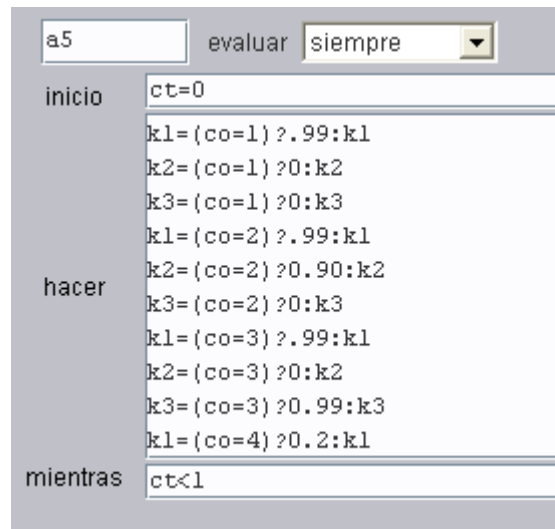 a5 evaluar siempre
inicio ct=0
k1=(co=1)?.99:k1
k2=(co=1)?0:k2
k3=(co=1)?0:k3
k1=(co=2)?.99:k1
k2=(co=2)?0.90:k2
hacer
k3=(co=2)?0:k3
k1=(co=3)?.99:k1
k2=(co=3)?0:k2
k3=(co=3)?0.99:k3
k1=(co=4)?0.2:k1
mientras ct<1